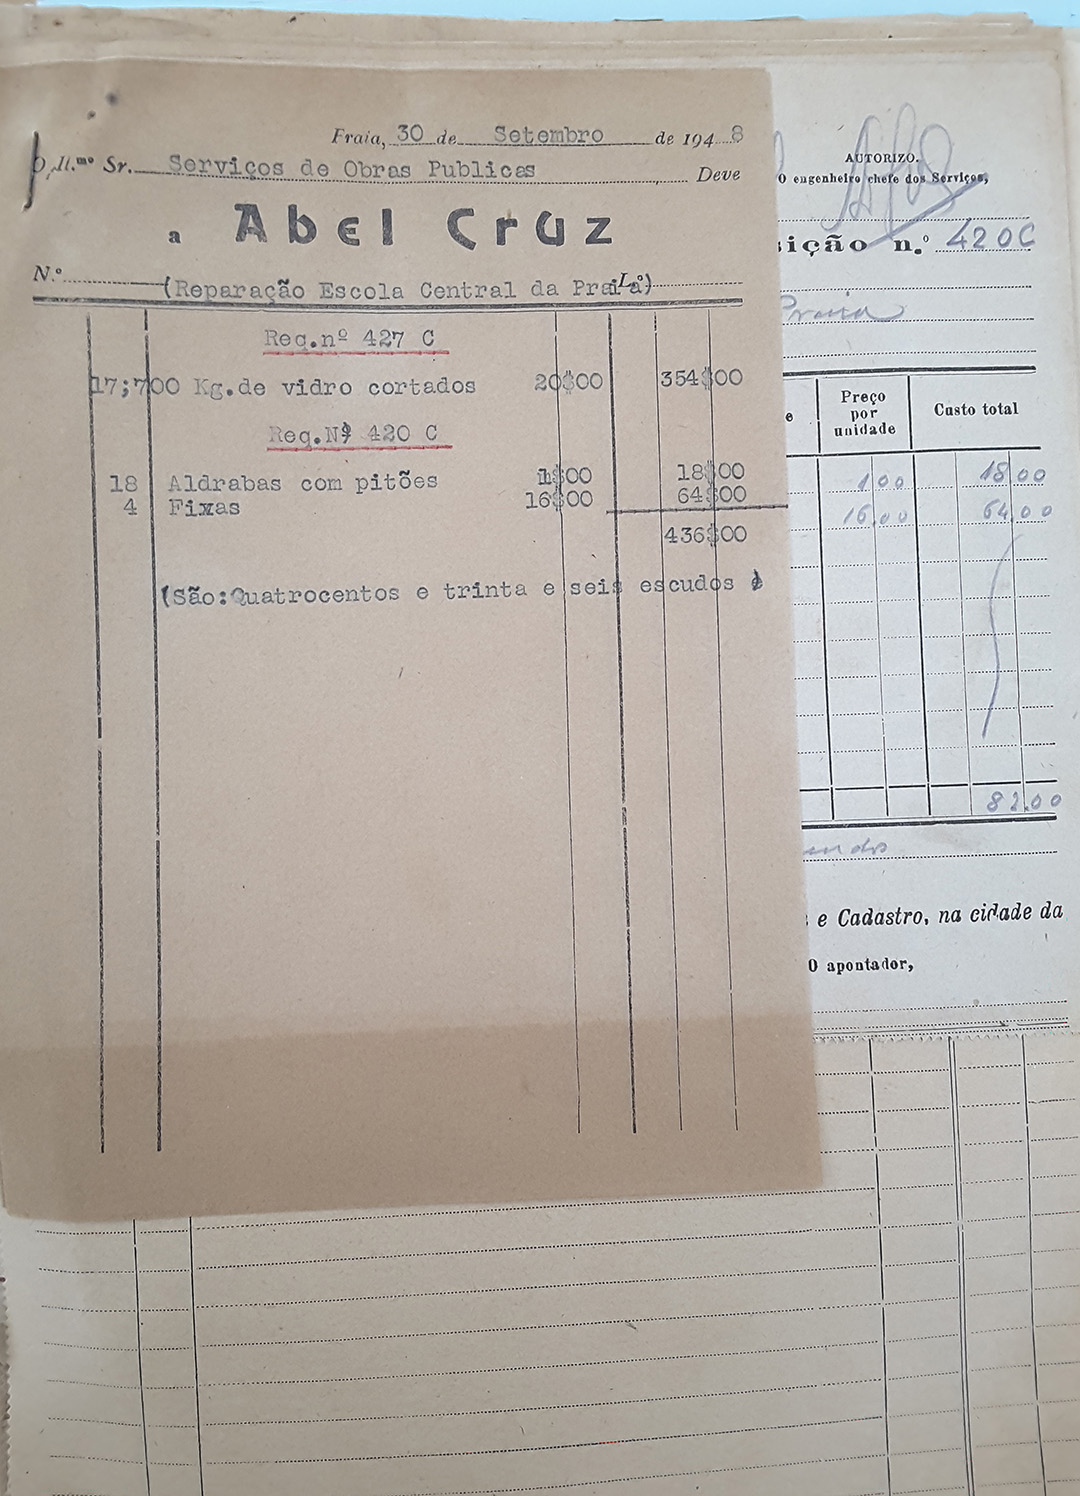 Praia, 30 de Setembro de 1948
Ill.mo Sr. Serviços de Obras Publicas Deve
a Abel Cruz
N.º
(Reparação Escola Central da Praia)
L.º
Req.nº 427 C
17;700 Kg.de vidro cortados 20$00 354$00
Req.Nº 420 C
18 Aldrabas com pitões 1$00 18$00
4 Fixas 16$00 64$00
436$00
(São:Quatrocentos e trinta e seis escudos )
AUTORIZO.
O engenheiro chefe dos Serviços,
sição n.º 420C
Praia
e Preço por unidade Custo total
1,00 18,00
16,00 64,00
82,00
e Cadastro, na cidade da
O apontador,